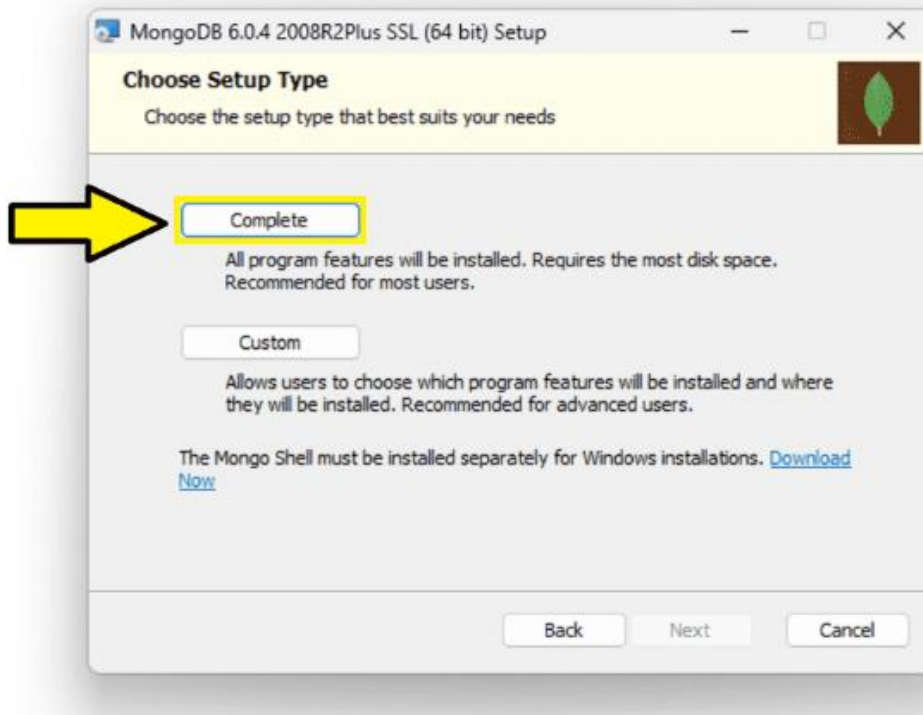 MongoDB 6.0.4 2008R2Plus SSL (64 bit) Setup
Choose Setup Type
Choose the setup type that best suits your needs
Complete
All program features will be installed. Requires the most disk space.
Recommended for most users.
Custom
Allows users to choose which program features will be installed and where
they will be installed. Recommended for advanced users.
The Mongo Shell must be installed separately for Windows installations. Download
Now
Back Next Cancel